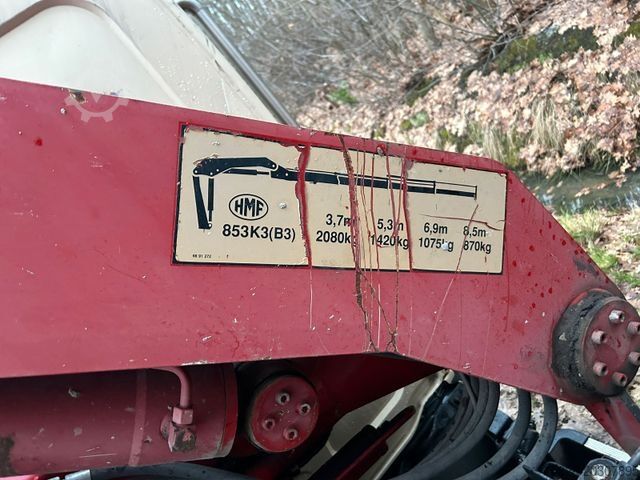 HMF
853K3(B3)
3,7m 5,3m 6,9m 8,5m
2080kg 1420kg 1075kg 870kg